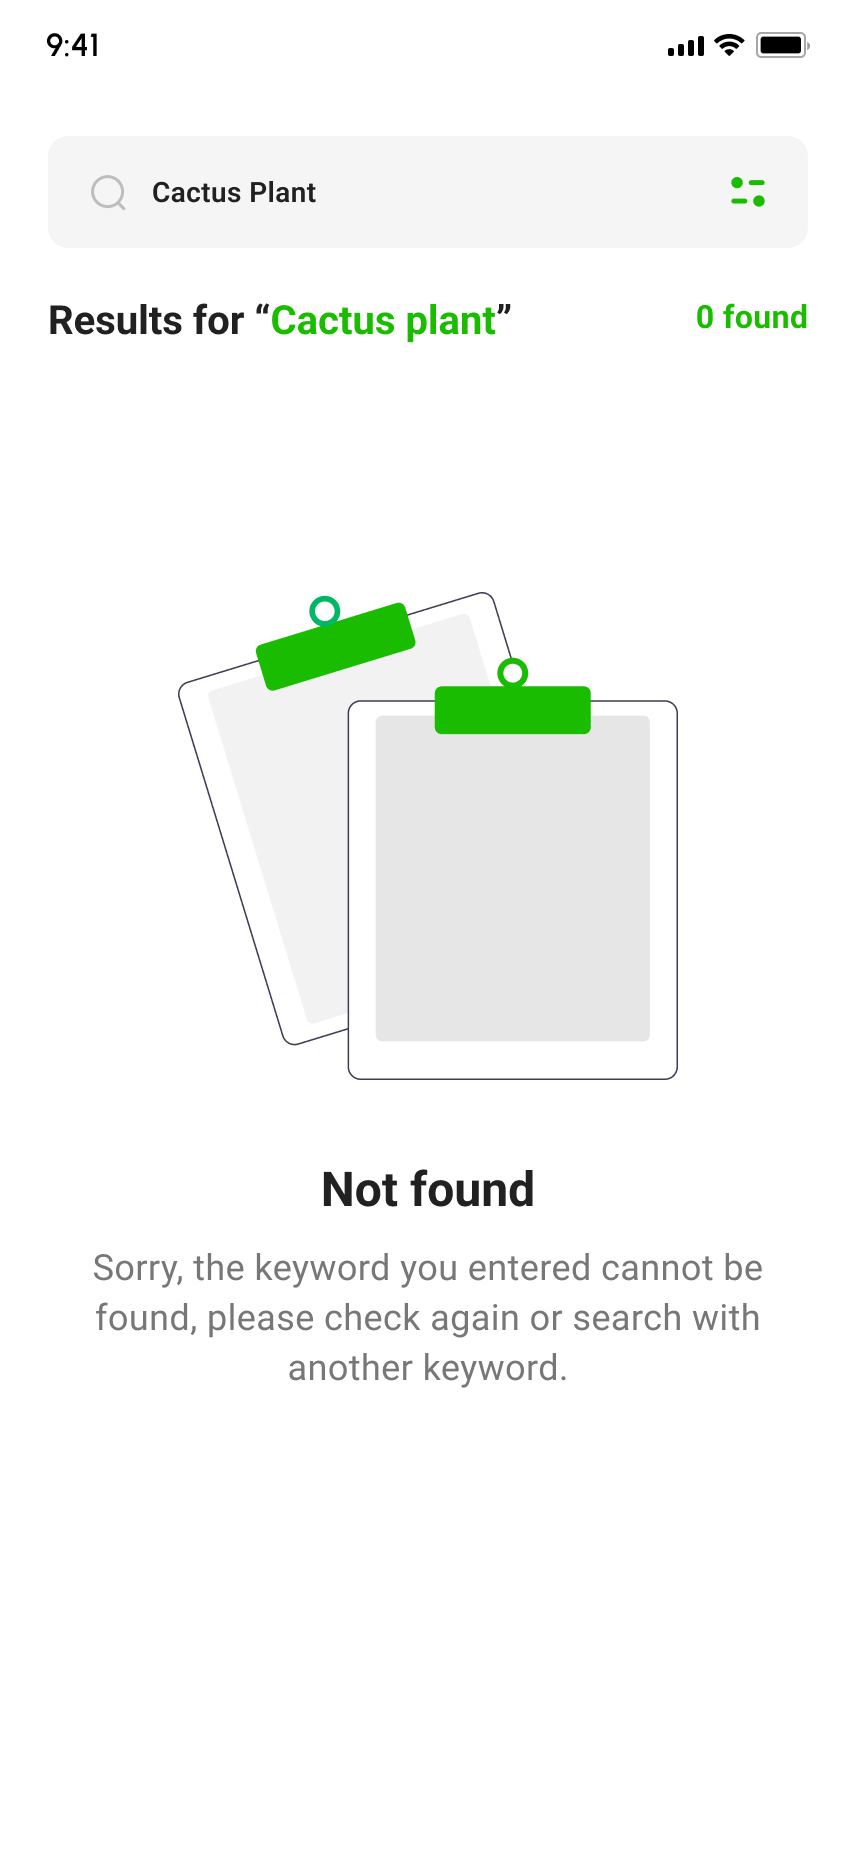 9:41
Cactus Plant
Results for “Cactus plant”
0 found
Not found
Sorry, the keyword you entered cannot be
found, please check again or search with
another keyword.